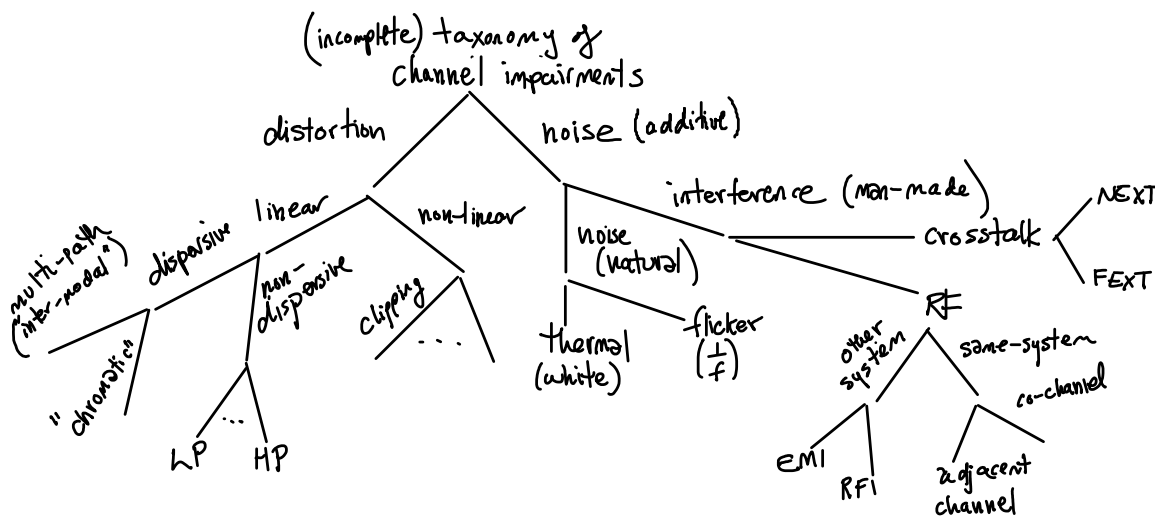 (incomplete) taxonomy of
channel impairments
distortion
noise (additive)
linear
non-linear
interference (man-made)
NEXT
crosstalk
FEXT
multi-path
("inter-modal")
dispersive
non-
dispersive
clipping
...
noise
(natural)
RF
"chromatic"
thermal
(white)
flicker
(1/f)
other
system
same-system
co-channel
...
LP
HP
EMI
RFI
adjacent
channel